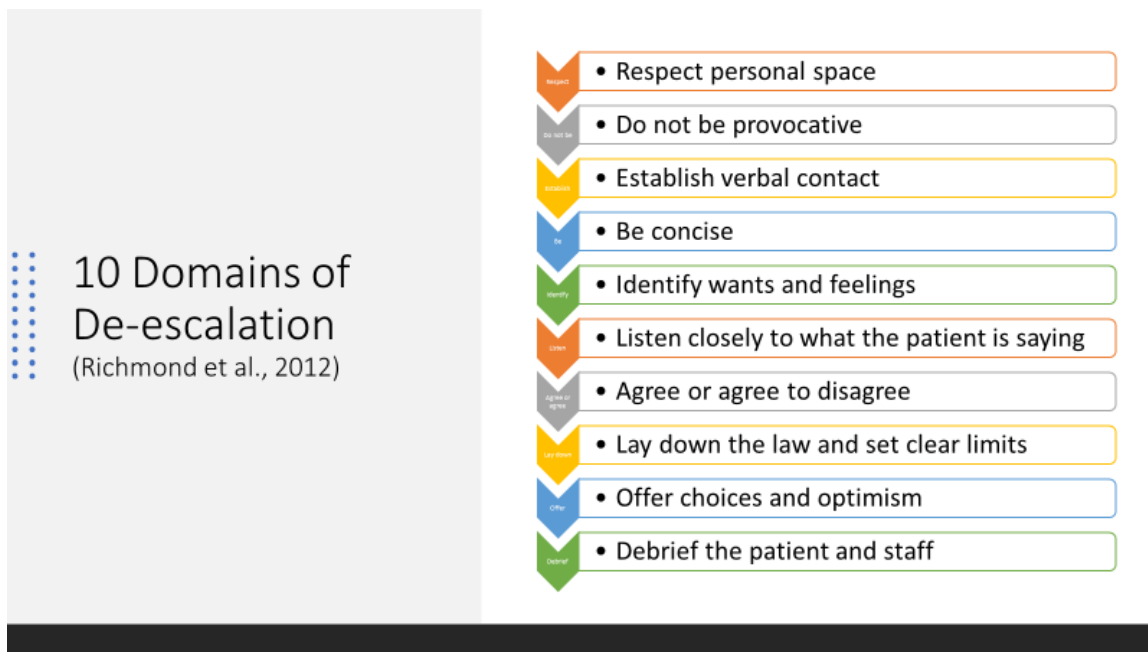 10 Domains of
De-escalation
(Richmond et al., 2012)
Respect
• Respect personal space
Do not be
• Do not be provocative
Establish
• Establish verbal contact
Be
• Be concise
Identify
• Identify wants and feelings
Listen
• Listen closely to what the patient is saying
Agree or
agree
• Agree or agree to disagree
Lay down
• Lay down the law and set clear limits
Offer
• Offer choices and optimism
Debrief
• Debrief the patient and staff